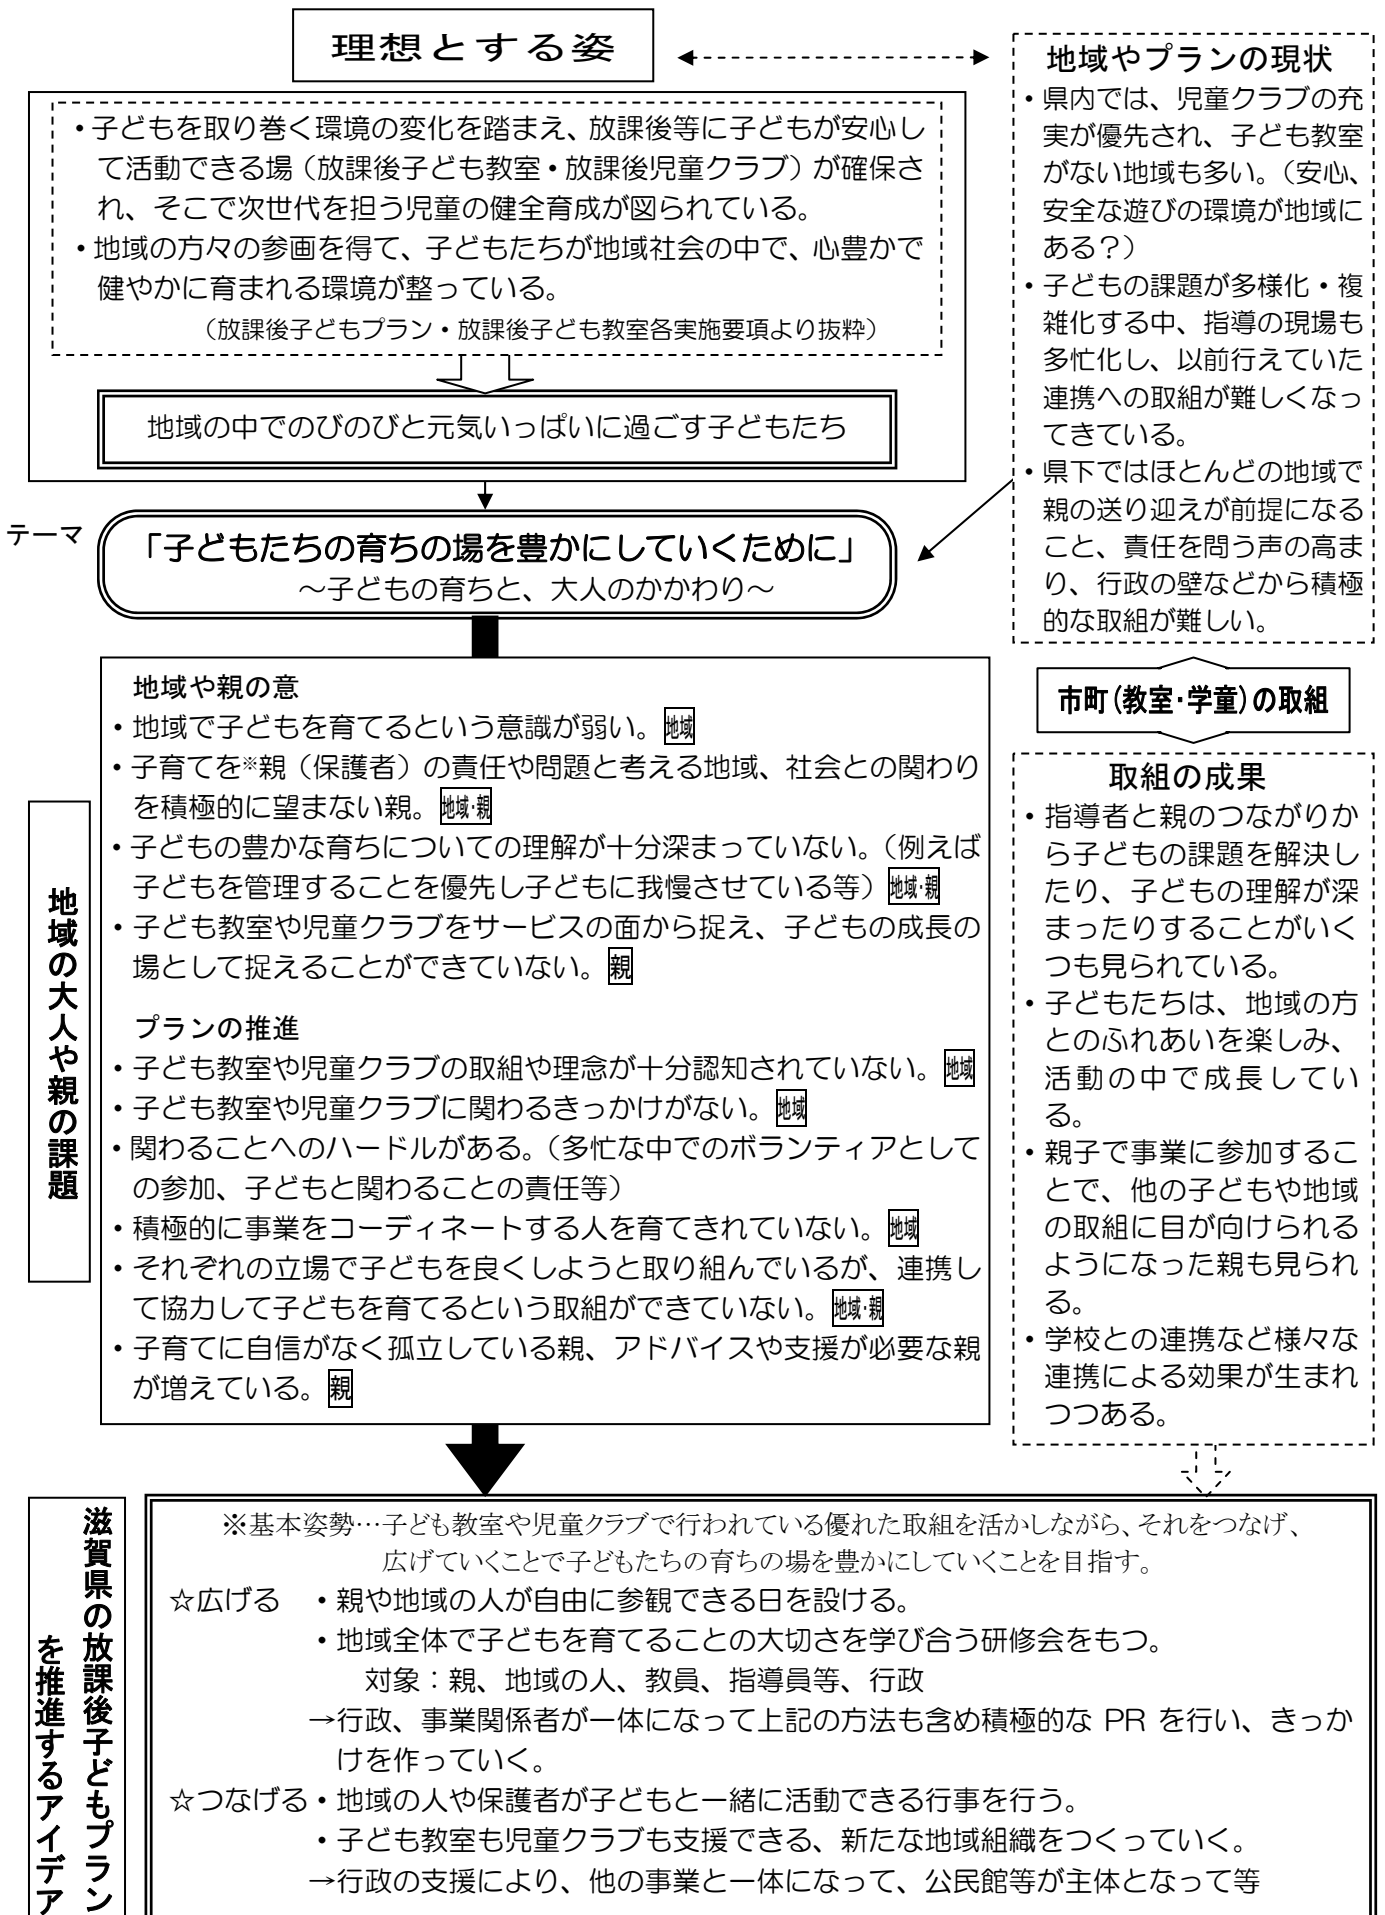 理想とする姿
・子どもを取り巻く環境の変化を踏まえ、放課後等に子どもが安心し
て活動できる場（放課後子ども教室・放課後児童クラブ）が確保さ
れ、そこで次世代を担う児童の健全育成が図られている。
・地域の方々の参画を得て、子どもたちが地域社会の中で、心豊かで
健やかに育まれる環境が整っている。
（放課後子どもプラン・放課後子ども教室各実施要項より抜粋）
地域の中でのびのびと元気いっぱいに過ごす子どもたち
地域やプランの現状
・県内では、児童クラブの充
実が優先され、子ども教室
がない地域も多い。（安心、
安全な遊びの環境が地域に
ある？）
・子どもの課題が多様化・複
雑化する中、指導の現場も
多忙化し、以前行えていた
連携への取組が難しくなっ
てきている。
・県下ではほとんどの地域で
親の送り迎えが前提になる
こと、責任を問う声の高ま
り、行政の壁などから積極
的な取組が難しい。
テーマ
「子どもたちの育ちの場を豊かにしていくために」
～子どもの育ちと、大人のかかわり～
市町(教室･学童)の取組
地域の大人や親の課題
地域や親の意
・地域で子どもを育てるという意識が弱い。地域
・子育てを※親（保護者）の責任や問題と考える地域、社会との関わり
を積極的に望まない親。地域･親
・子どもの豊かな育ちについての理解が十分深まっていない。（例えば
子どもを管理することを優先し子どもに我慢させている等）地域･親
・子ども教室や児童クラブをサービスの面から捉え、子どもの成長の
場として捉えることができていない。親
プランの推進
・子ども教室や児童クラブの取組や理念が十分認知されていない。地域
・子ども教室や児童クラブに関わるきっかけがない。地域
・関わることへのハードルがある。（多忙な中でのボランティアとして
の参加、子どもと関わることの責任等）
・積極的に事業をコーディネートする人を育てきれていない。地域
・それぞれの立場で子どもを良くしようと取り組んでいるが、連携し
て協力して子どもを育てるという取組ができていない。地域･親
・子育てに自信がなく孤立している親、アドバイスや支援が必要な親
が増えている。親
取組の成果
・指導者と親のつながりか
ら子どもの課題を解決し
たり、子どもの理解が深
まったりすることがいく
つも見られている。
・子どもたちは、地域の方
とのふれあいを楽しみ、
活動の中で成長してい
る。
・親子で事業に参加するこ
とで、他の子どもや地域
の取組に目が向けられる
ようになった親も見られ
る。
・学校との連携など様々な
連携による効果が生まれ
つつある。
滋賀県の放課後子どもプラン
を推進するアイデア
※基本姿勢…子ども教室や児童クラブで行われている優れた取組を活かしながら、それをつなげ、
広げていくことで子どもたちの育ちの場を豊かにしていくことを目指す。
☆広げる ・親や地域の人が自由に参観できる日を設ける。
・地域全体で子どもを育てることの大切さを学び合う研修会をもつ。
対象：親、地域の人、教員、指導員等、行政
→行政、事業関係者が一体になって上記の方法も含め積極的な PR を行い、きっか
けを作っていく。
☆つなげる・地域の人や保護者が子どもと一緒に活動できる行事を行う。
・子ども教室も児童クラブも支援できる、新たな地域組織をつくっていく。
→行政の支援により、他の事業と一体になって、公民館等が主体となって等